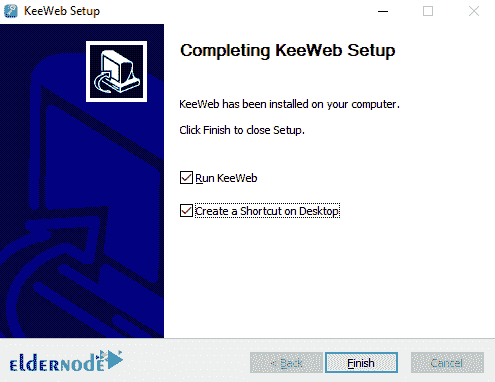 KeeWeb Setup
Completing KeeWeb Setup
KeeWeb has been installed on your computer.
Click Finish to close Setup.
Run KeeWeb
Create a Shortcut on Desktop
eldernode
< Back
Finish
Cancel